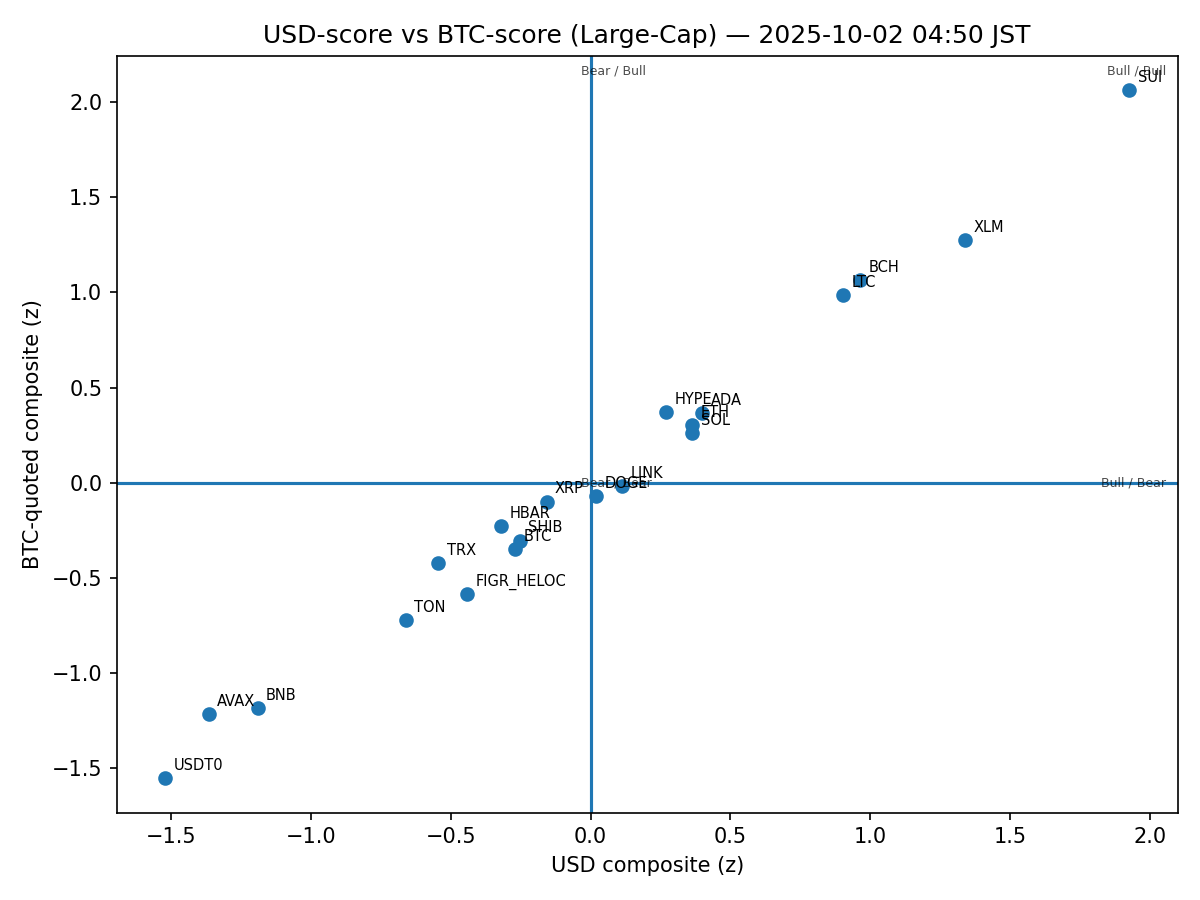 USD-score vs BTC-score (Large-Cap) — 2025-10-02 04:50 JST
Bear / Bull
Bull / Bull
SUI
2.0
1.5
XLM
BCH
LTC
1.0
HYPE
ADA
ETH
SOL
0.5
LINK
DOGE
XRP
Bear / Bear
Bull / Bear
0.0
HBAR
SHIB
BTC
TRX
−0.5
FIGR_HELOC
TON
−1.0
BNB
AVAX
−1.5
USDT0
BTC-quoted composite (z)
−1.5 −1.0 −0.5 0.0 0.5 1.0 1.5 2.0
USD composite (z)